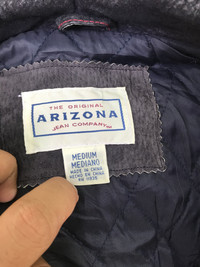 THE ORIGINAL
ARIZONA
JEAN COMPANY
MEDIUM
MEDIANO
MADE IN CHINA
HECHO EN CHINA